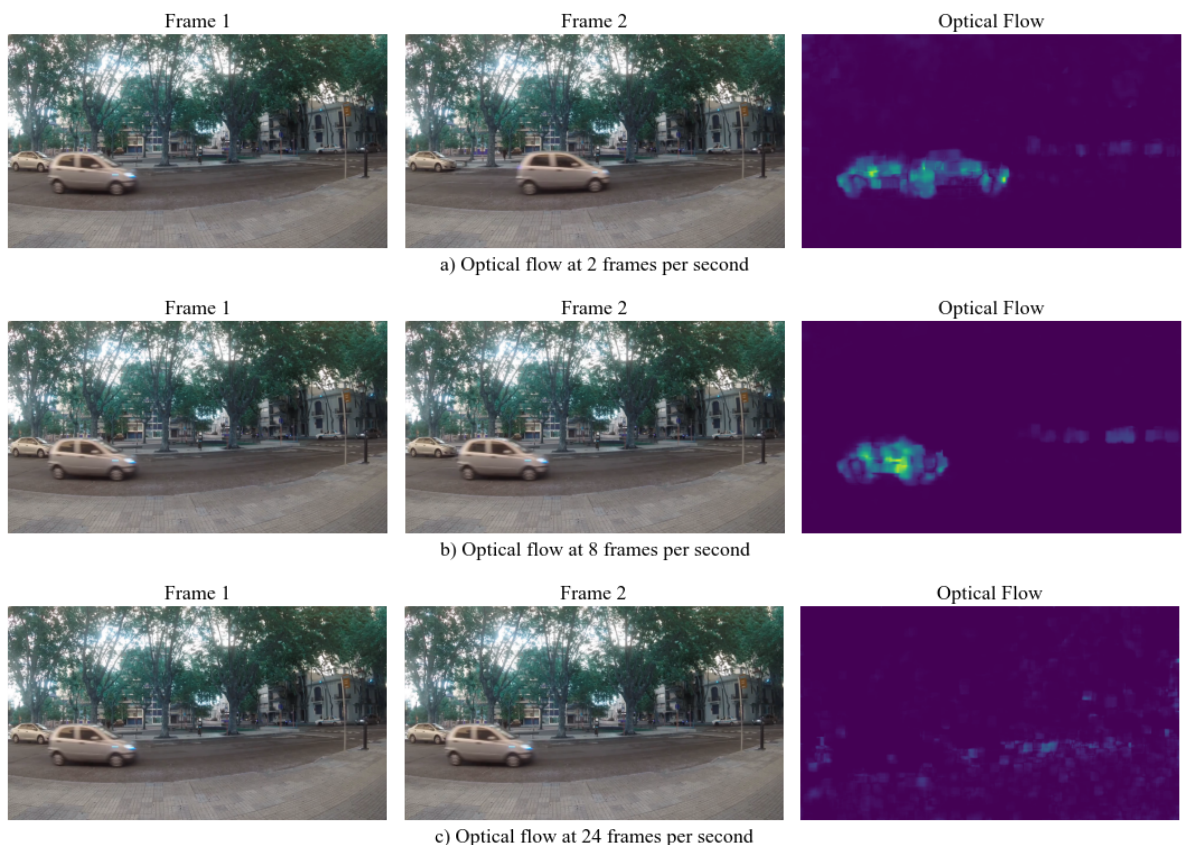 Frame 1 Frame 2 Optical Flow
a) Optical flow at 2 frames per second
Frame 1 Frame 2 Optical Flow
b) Optical flow at 8 frames per second
Frame 1 Frame 2 Optical Flow
c) Optical flow at 24 frames per second